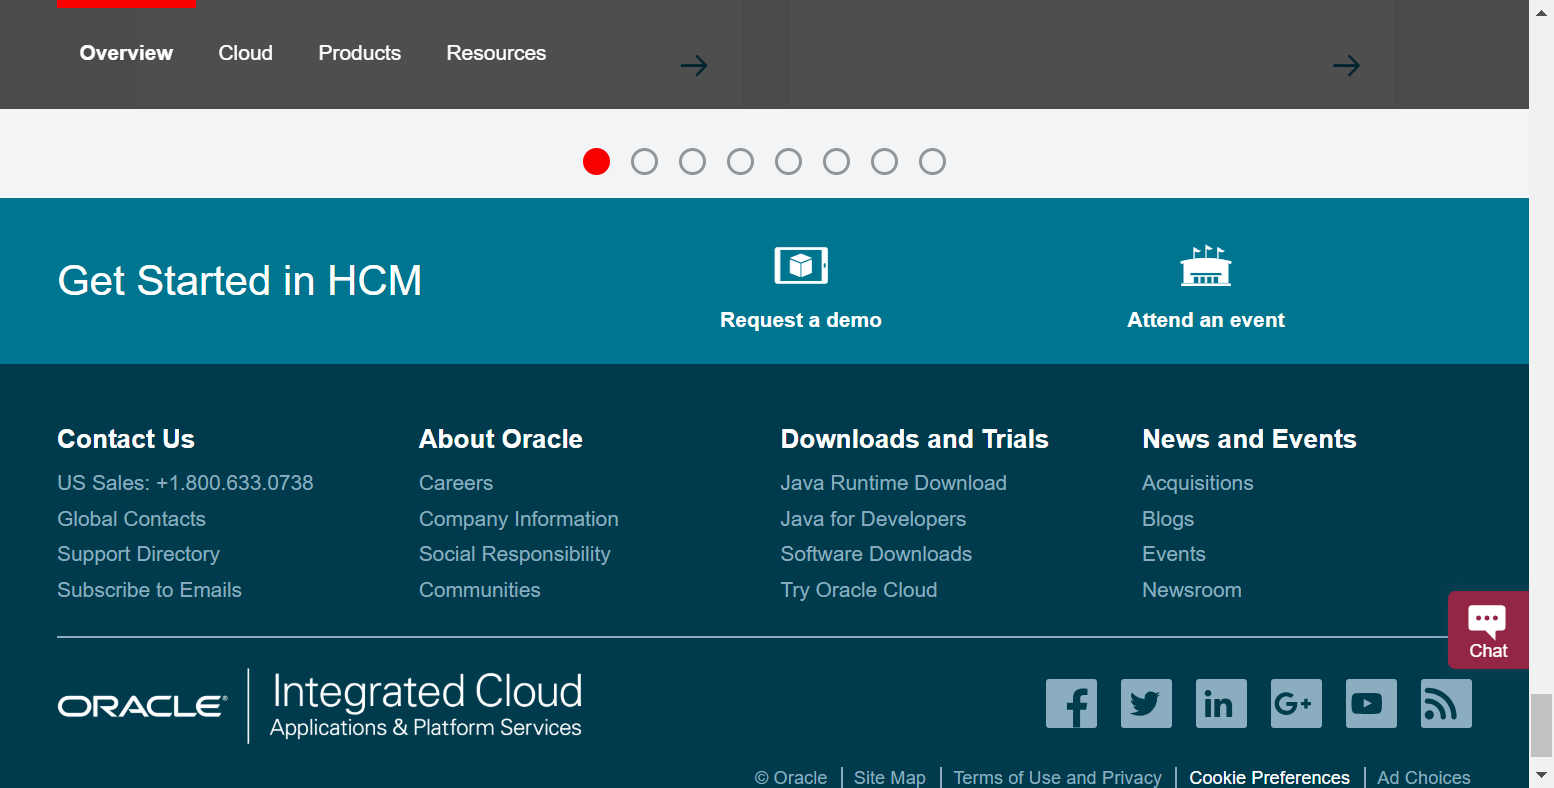 Overview Cloud Products Resources
Get Started in HCM
Request a demo
Attend an event
Contact Us
US Sales: +1.800.633.0738
Global Contacts
Support Directory
Subscribe to Emails
About Oracle
Careers
Company Information
Social Responsibility
Communities
Downloads and Trials
Java Runtime Download
Java for Developers
Software Downloads
Try Oracle Cloud
News and Events
Acquisitions
Blogs
Events
Newsroom
Chat
ORACLE®
Integrated Cloud
Applications & Platform Services
f in G+
© Oracle | Site Map | Terms of Use and Privacy | Cookie Preferences | Ad Choices